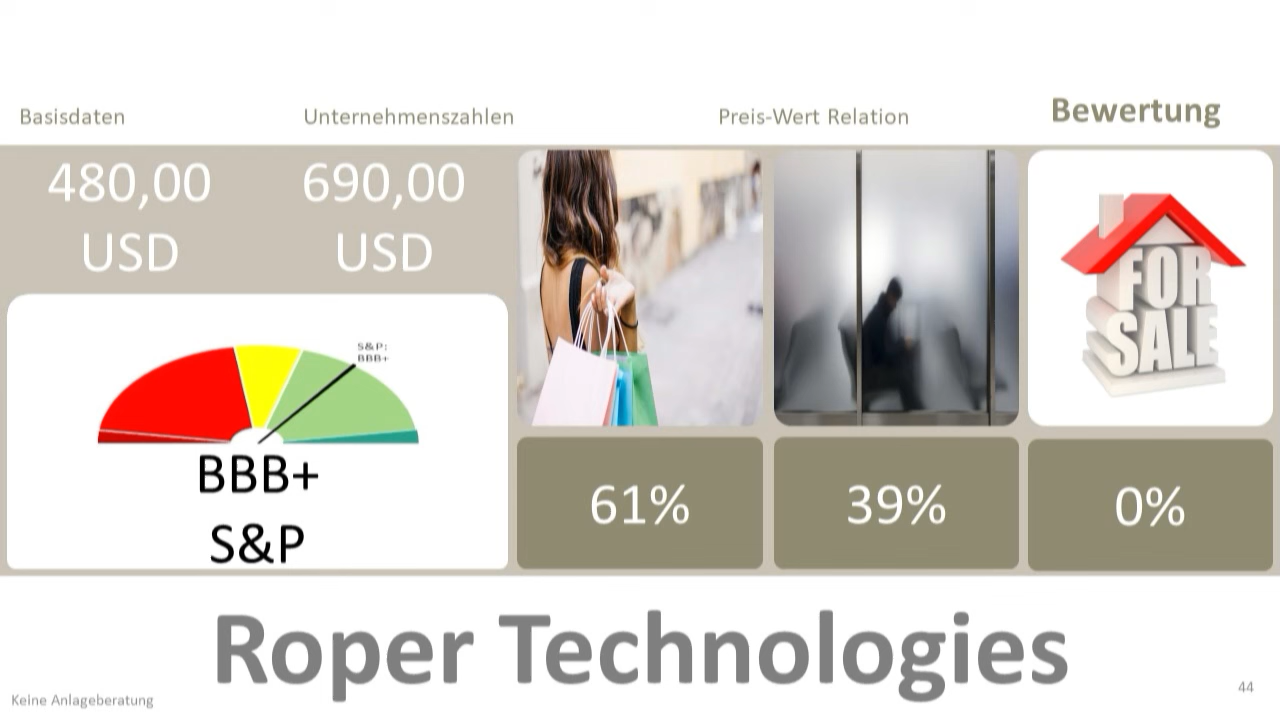 Basisdaten
Unternehmenszahlen
Preis-Wert Relation
Bewertung
480,00
USD
690,00
USD
S&P:
BBB+
BBB+
S&P
FOR
SALE
61%
39%
0%
Roper Technologies
Keine Anlageberatung
44